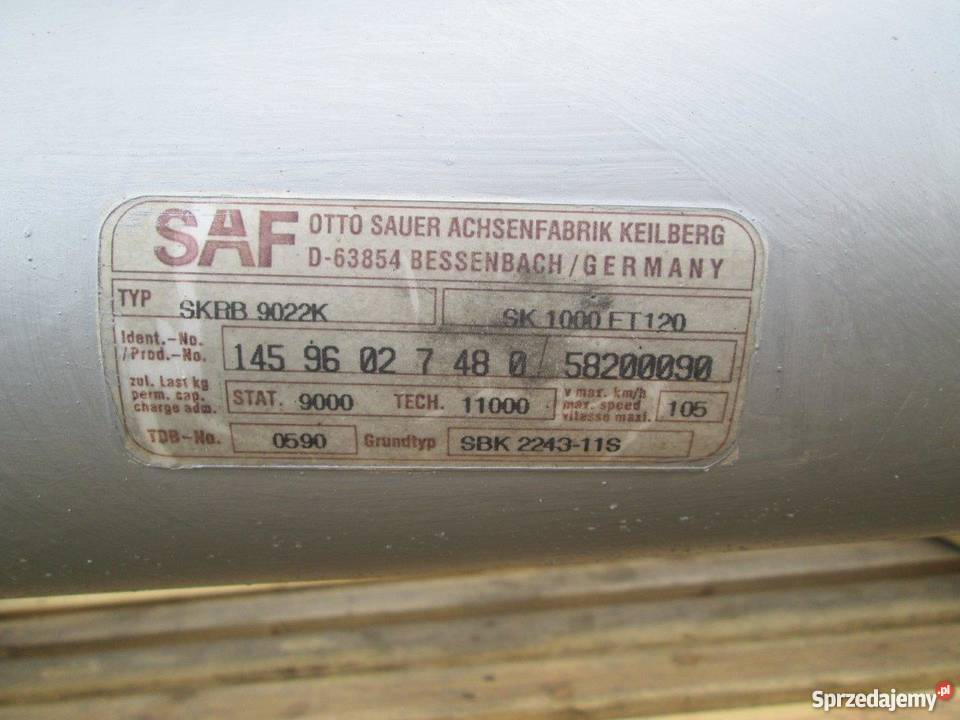 SAF OTTO SAUER ACHSENFABRIK KEILBERG
D-63854 BESSENBACH/GERMANY
TYP SKRB 9022K SK 1000 ET120
Ident.-No. /Prod.-No. 145 96 02 7 48 0 / 58200090
zul. Last kg
perm. cap.
charge adm.
STAT. 9000 TECH. 11000
v max. km/h
max. speed
vitesse maxi.
105
TDB-No. 0590 Grundtyp SBK 2243-11S
Sprzedajemy.pl